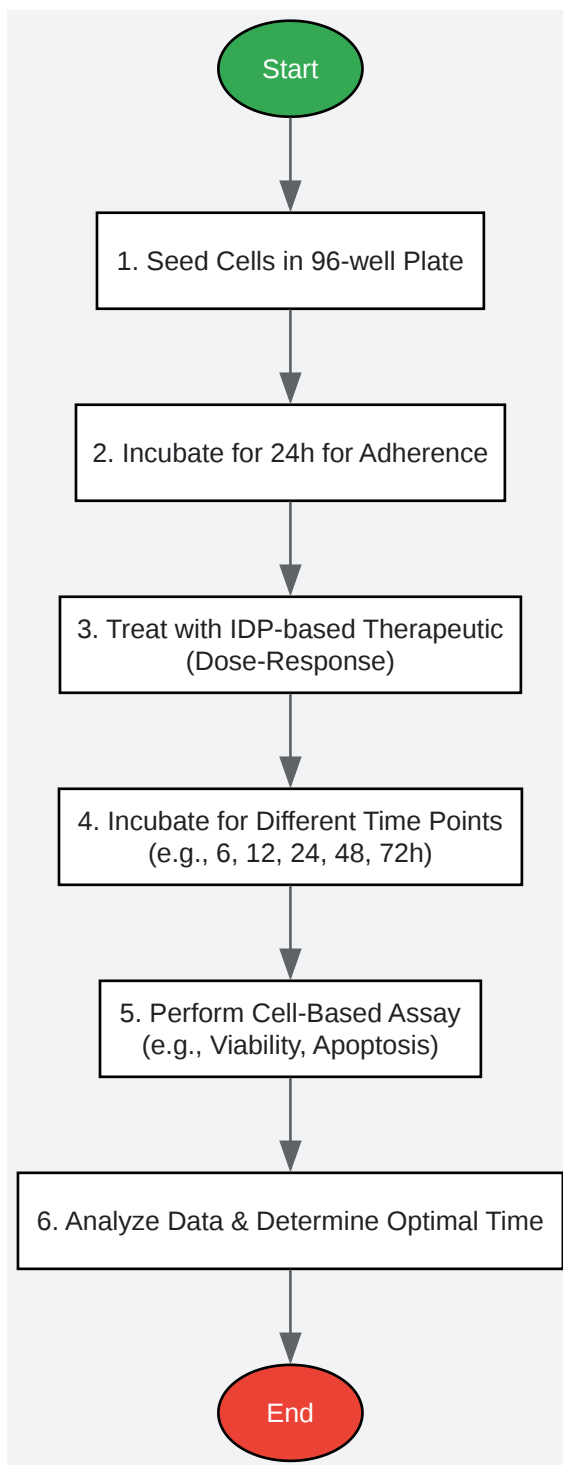 Start
1. Seed Cells in 96-well Plate
2. Incubate for 24h for Adherence
3. Treat with IDP-based Therapeutic
(Dose-Response)
4. Incubate for Different Time Points
(e.g., 6, 12, 24, 48, 72h)
5. Perform Cell-Based Assay
(e.g., Viability, Apoptosis)
6. Analyze Data & Determine Optimal Time
End